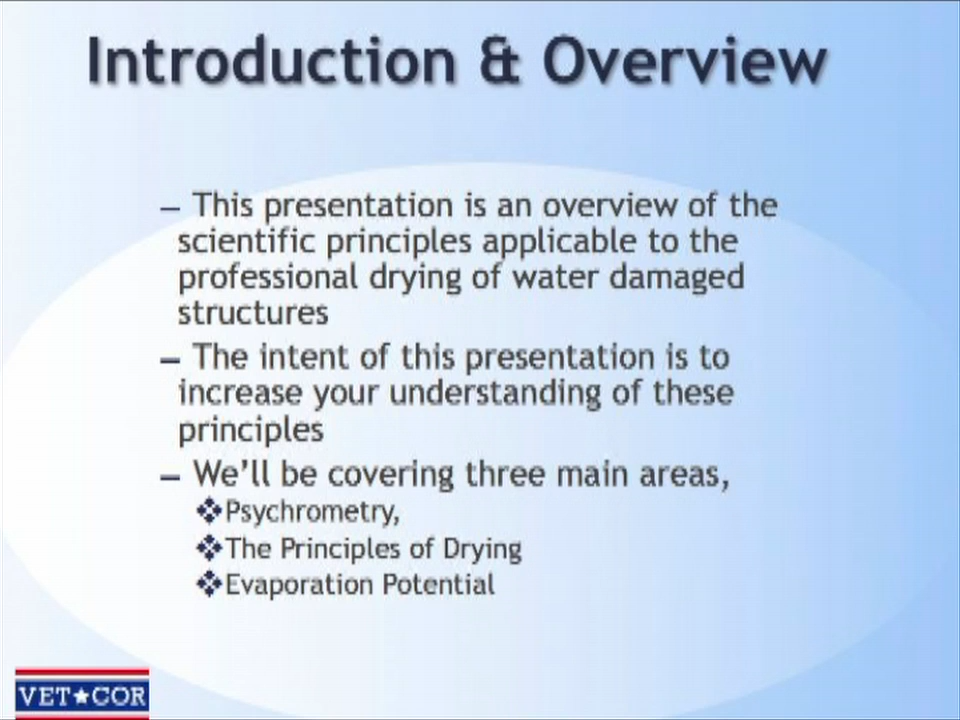 Introduction & Overview
– This presentation is an overview of the
scientific principles applicable to the
professional drying of water damaged
structures
– The intent of this presentation is to
increase your understanding of these
principles
– We'll be covering three main areas,
❖Psychrometry,
❖The Principles of Drying
❖Evaporation Potential
VET★COR